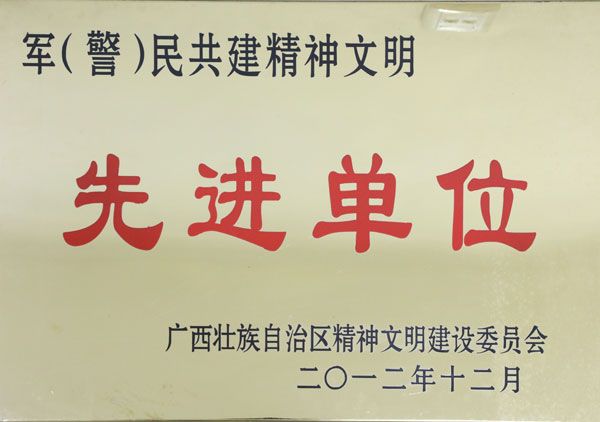 军（警）民共建精神文明
先进单位
广西壮族自治区精神文明建设委员会
二〇一二年十二月